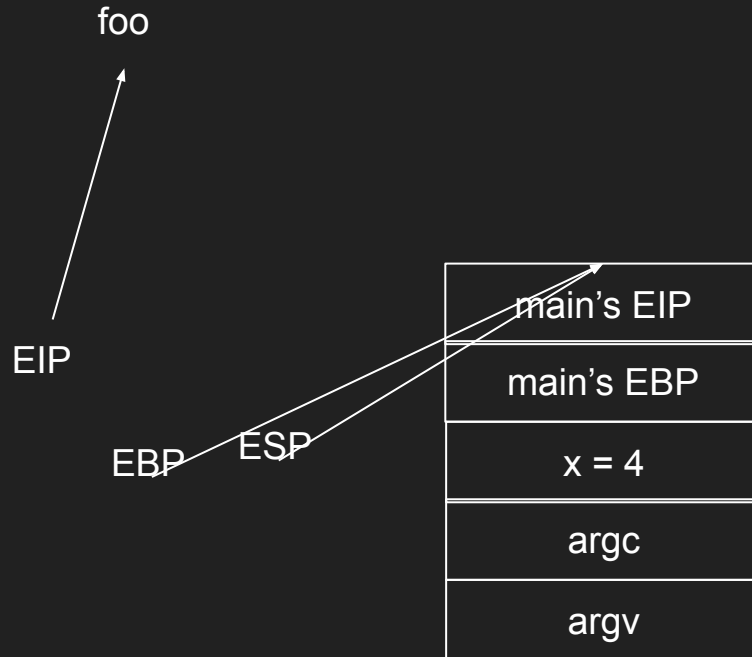 foo
main’s EIP
EIP
main’s EBP
EBP
ESP
x = 4
argc
argv